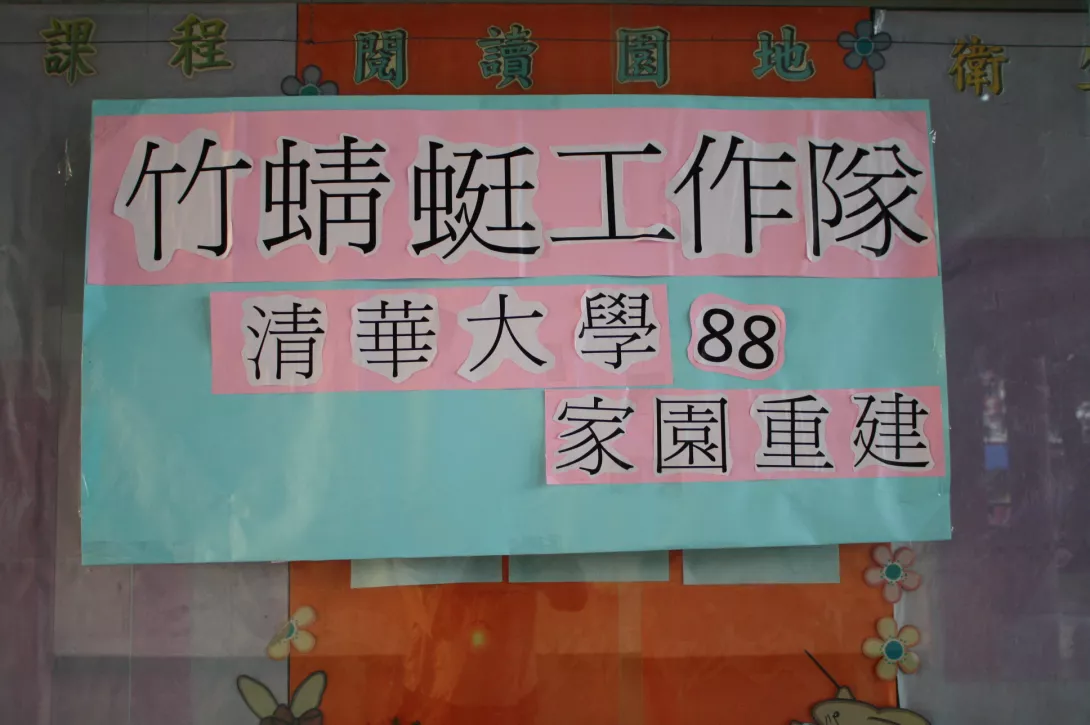 課程 閱讀園地 衛
竹蜻蜓工作隊
清華大學 88
家園重建